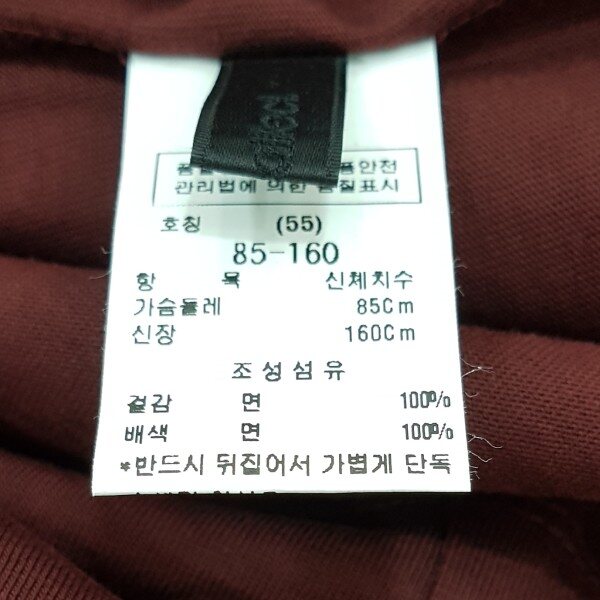 관리법에 의한 품질표시
호칭 (55)
85-160
항 목 신체치수
가슴둘레 85Cm
신장 160Cm
조성섬유
겉감 면 100%
배색 면 100%
*반드시 뒤집어서 가볍게 단독